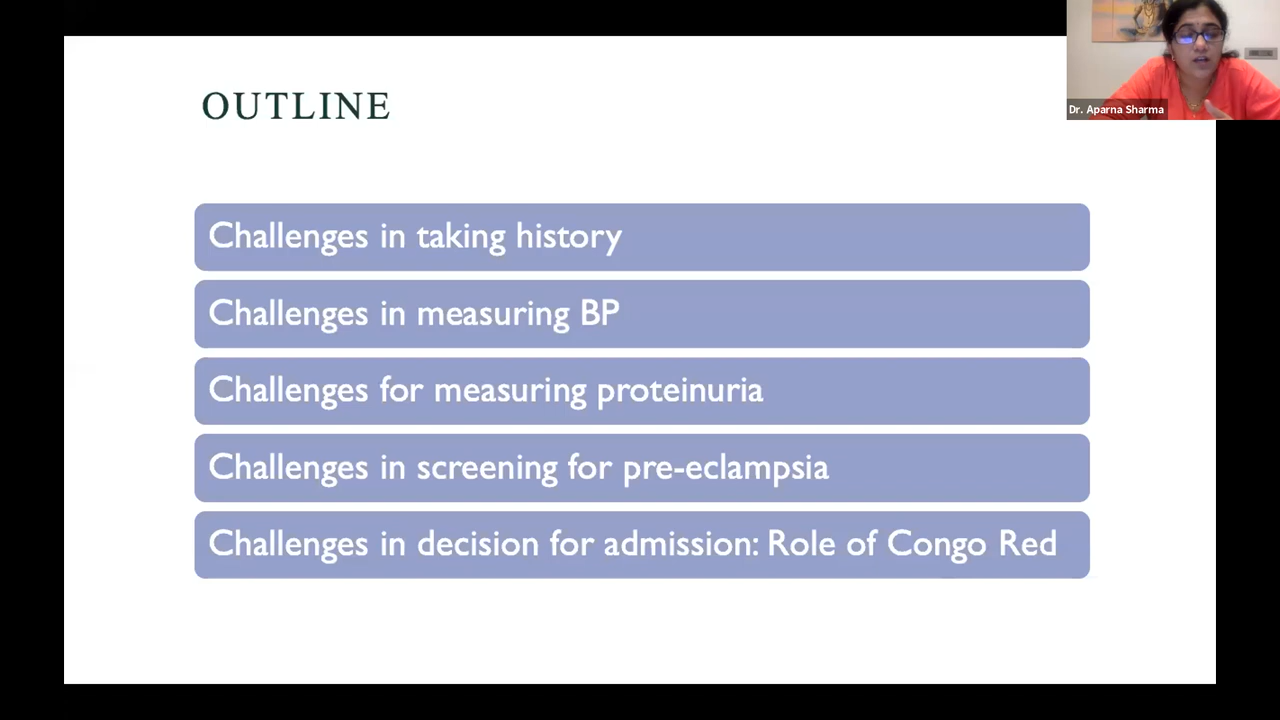 OUTLINE
Dr. Aparna Sharma
Challenges in taking history
Challenges in measuring BP
Challenges for measuring proteinuria
Challenges in screening for pre-eclampsia
Challenges in decision for admission: Role of Congo Red